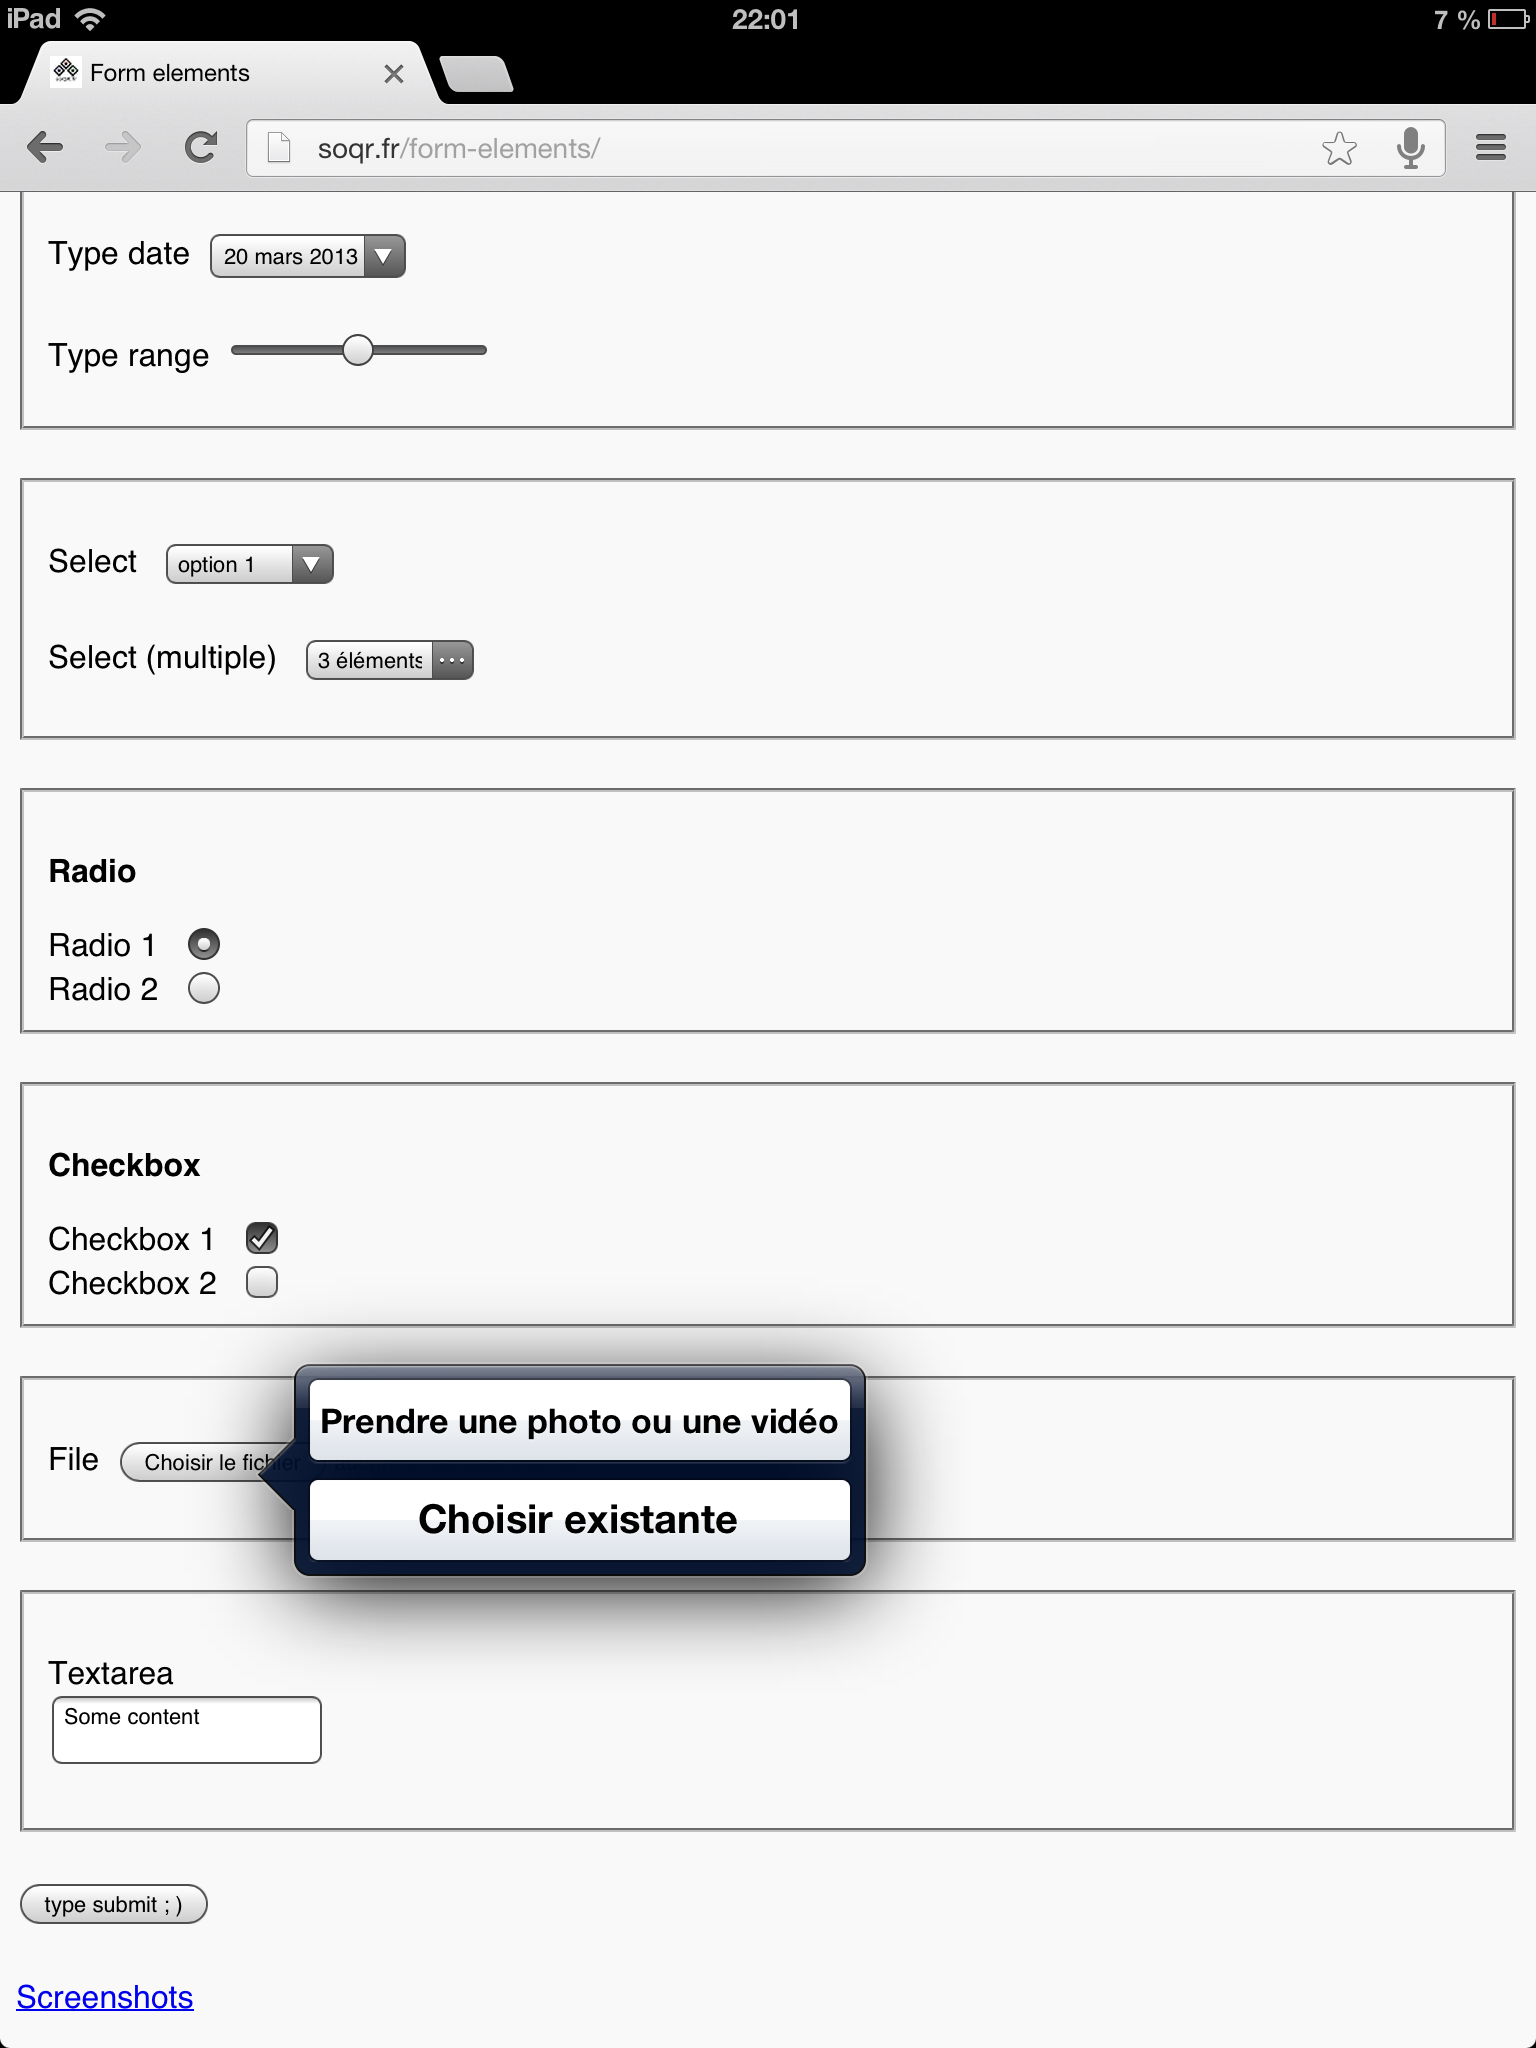 iPad 22:01 7 %
Form elements
soqr.fr/form-elements/
Type date 20 mars 2013
Type range
Select option 1
Select (multiple) 3 éléments
Radio
Radio 1
Radio 2
Checkbox
Checkbox 1
Checkbox 2
Prendre une photo ou une vidéo
File Choisir le fichier
Choisir existante
Textarea
Some content
type submit ; )
Screenshots